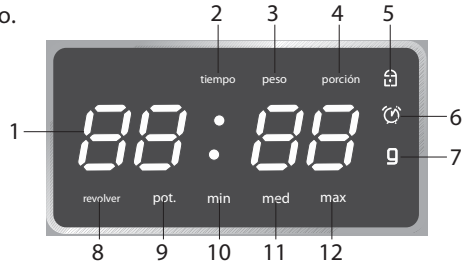 o.
2 3 4 5
tiempo peso porción
1 88:88 6
g 7
revolver pot. min med max
8 9 10 11 12